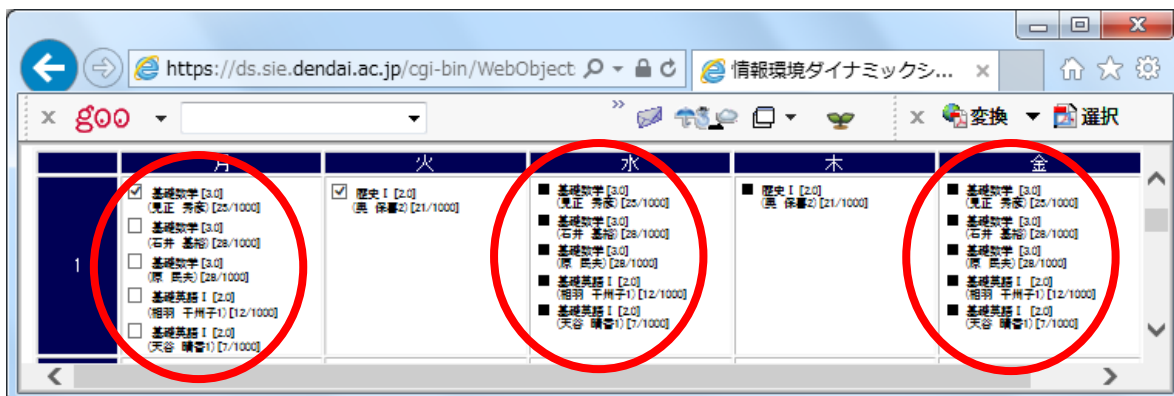 https://ds.sie.dendai.ac.jp/cgi-bin/WebObject
情報環境ダイナミックシ...
goo
変換
選択
月 火 水 木 金
1
基礎数学 [3.0]
(見正 秀彦) [25/1000]
基礎数学 [3.0]
(石井 基裕) [28/1000]
基礎数学 [3.0]
(原 民夫) [28/1000]
基礎英語 I [2.0]
(相羽 千州子1) [12/1000]
基礎英語 I [2.0]
(天谷 晴香1) [7/1000]
歴史 I [2.0]
保喜2) [21/1000]
基礎数学 [3.0]
(見正 秀彦) [25/1000]
基礎数学 [3.0]
(石井 基裕) [28/1000]
基礎数学 [3.0]
(原 民夫) [28/1000]
基礎英語 I [2.0]
(相羽 千州子1) [12/1000]
基礎英語 I [2.0]
(天谷 晴香1) [7/1000]
歴史 I [2.0]
保喜2) [21/1000]
基礎数学 [3.0]
(見正 秀彦) [25/1000]
基礎数学 [3.0]
(石井 基裕) [28/1000]
基礎数学 [3.0]
(原 民夫) [28/1000]
基礎英語 I [2.0]
(相羽 千州子1) [12/1000]
基礎英語 I [2.0]
(天谷 晴香1) [7/1000]